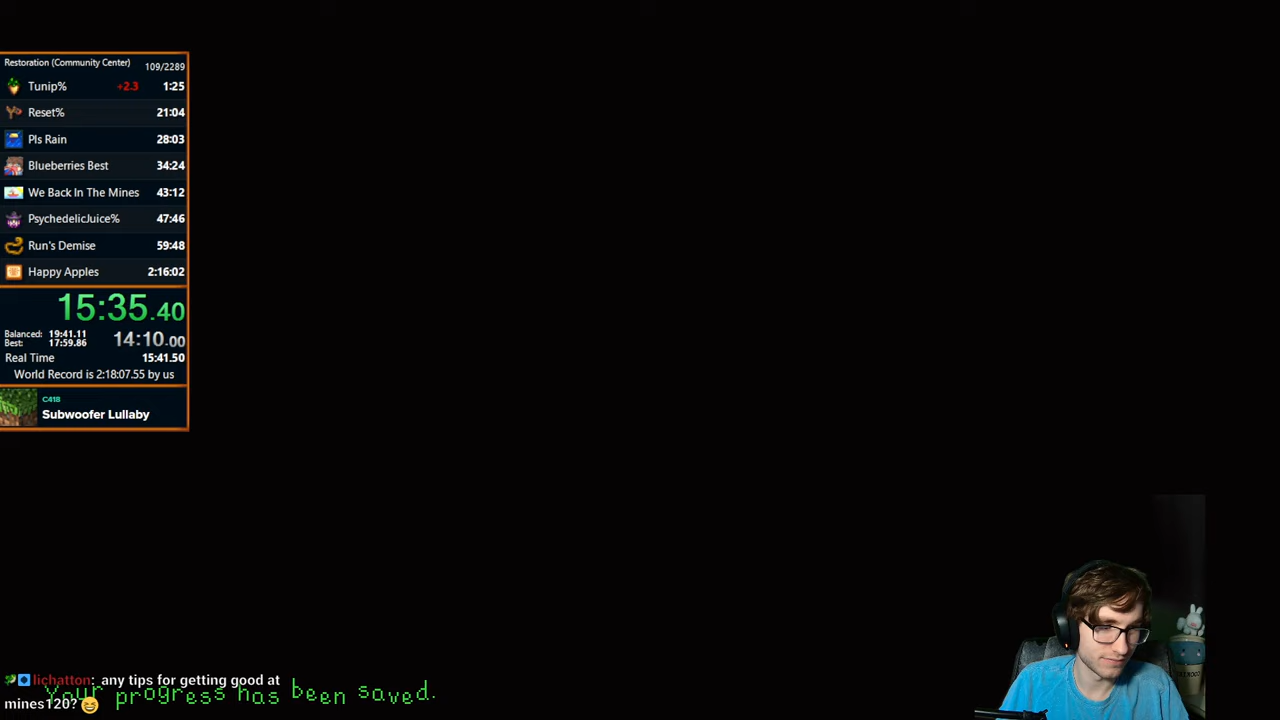 Restoration (Community Center) 109/2289
Tunip% +2.3 1:25
Reset% 21:04
Pls Rain 28:03
Blueberries Best 34:24
We Back In The Mines 43:12
PsychedelicJuice% 47:46
Run's Demise 59:48
Happy Apples 2:16:02
15:35.40
Balanced: 19:41.11
Best: 17:59.86
14:10.00
Real Time 15:41.50
World Record is 2:18:07.55 by us
C418
Subwoofer Lullaby
lichatton: any tips for getting good at
mines120?
Your progress has been saved.